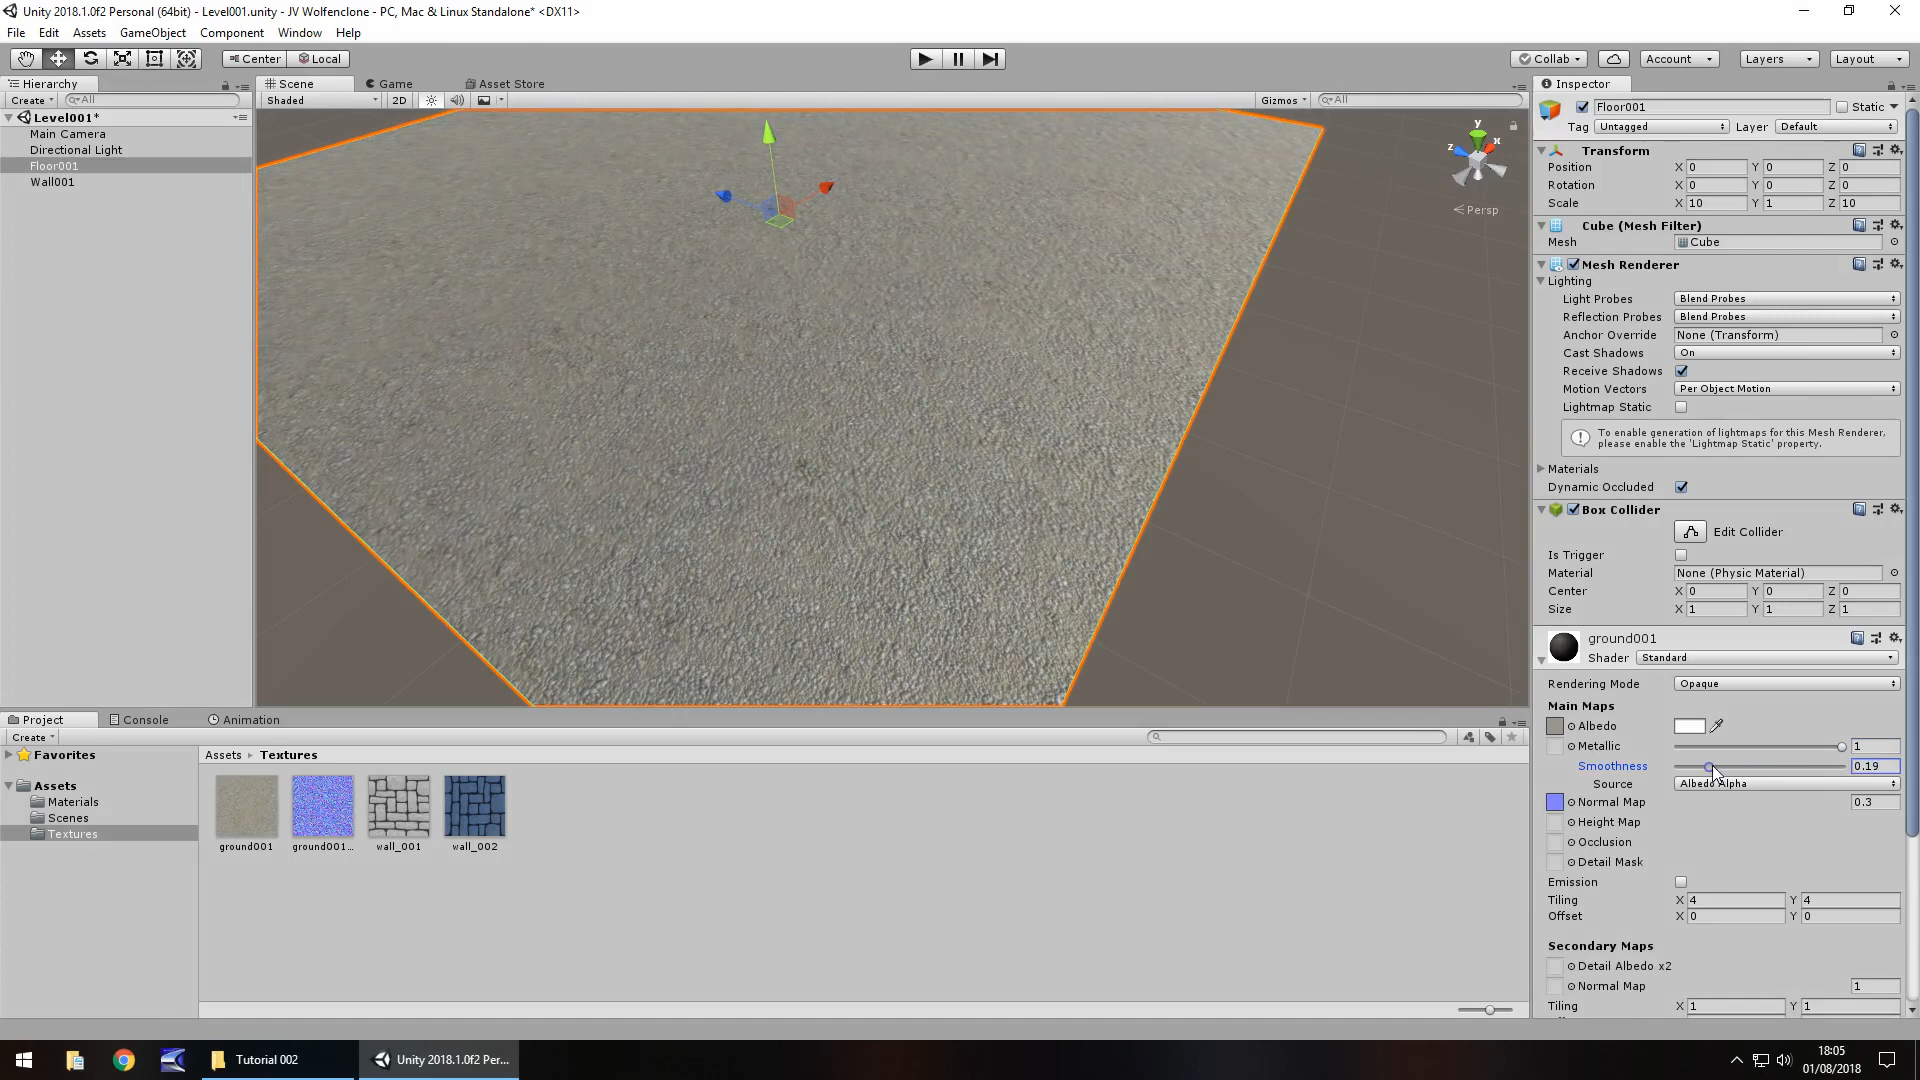 Unity 2018.1.0f2 Personal (64bit) - Level001.unity - JV Wolfenclone - PC, Mac & Linux Standalone* <DX11>
File Edit Assets GameObject Component Window Help
Center Local
Collab Account Layers Layout
Hierarchy
Create All
Level001*
Main Camera
Directional Light
Floor001
Wall001
Scene Game Asset Store
Shaded 2D Gizmos All
y
x
z
Persp
Inspector
Floor001 Static
Tag Untagged Layer Default
Transform
Position X 0 Y 0 Z 0
Rotation X 0 Y 0 Z 0
Scale X 10 Y 1 Z 10
Cube (Mesh Filter)
Mesh Cube
Mesh Renderer
Lighting
Light Probes Blend Probes
Reflection Probes Blend Probes
Anchor Override None (Transform)
Cast Shadows On
Receive Shadows
Motion Vectors Per Object Motion
Lightmap Static
To enable generation of lightmaps for this Mesh Renderer,
please enable the 'Lightmap Static' property.
Materials
Dynamic Occluded
Box Collider
Edit Collider
Is Trigger
Material None (Physic Material)
Center X 0 Y 0 Z 0
Size X 1 Y 1 Z 1
ground001
Shader Standard
Rendering Mode Opaque
Main Maps
Albedo
Metallic 1
Smoothness 0.19
Source Albedo Alpha
Normal Map 0.3
Height Map
Occlusion
Detail Mask
Emission
Tiling X 4 Y 4
Offset X 0 Y 0
Secondary Maps
Detail Albedo x2
Normal Map 1
Tiling X 1 Y 1
Project Console Animation
Create
Favorites
Assets
Materials
Scenes
Textures
Assets Textures
ground001 ground001... wall_001 wall_002
Tutorial 002
Unity 2018.1.0f2 Per...
18:05
01/08/2018